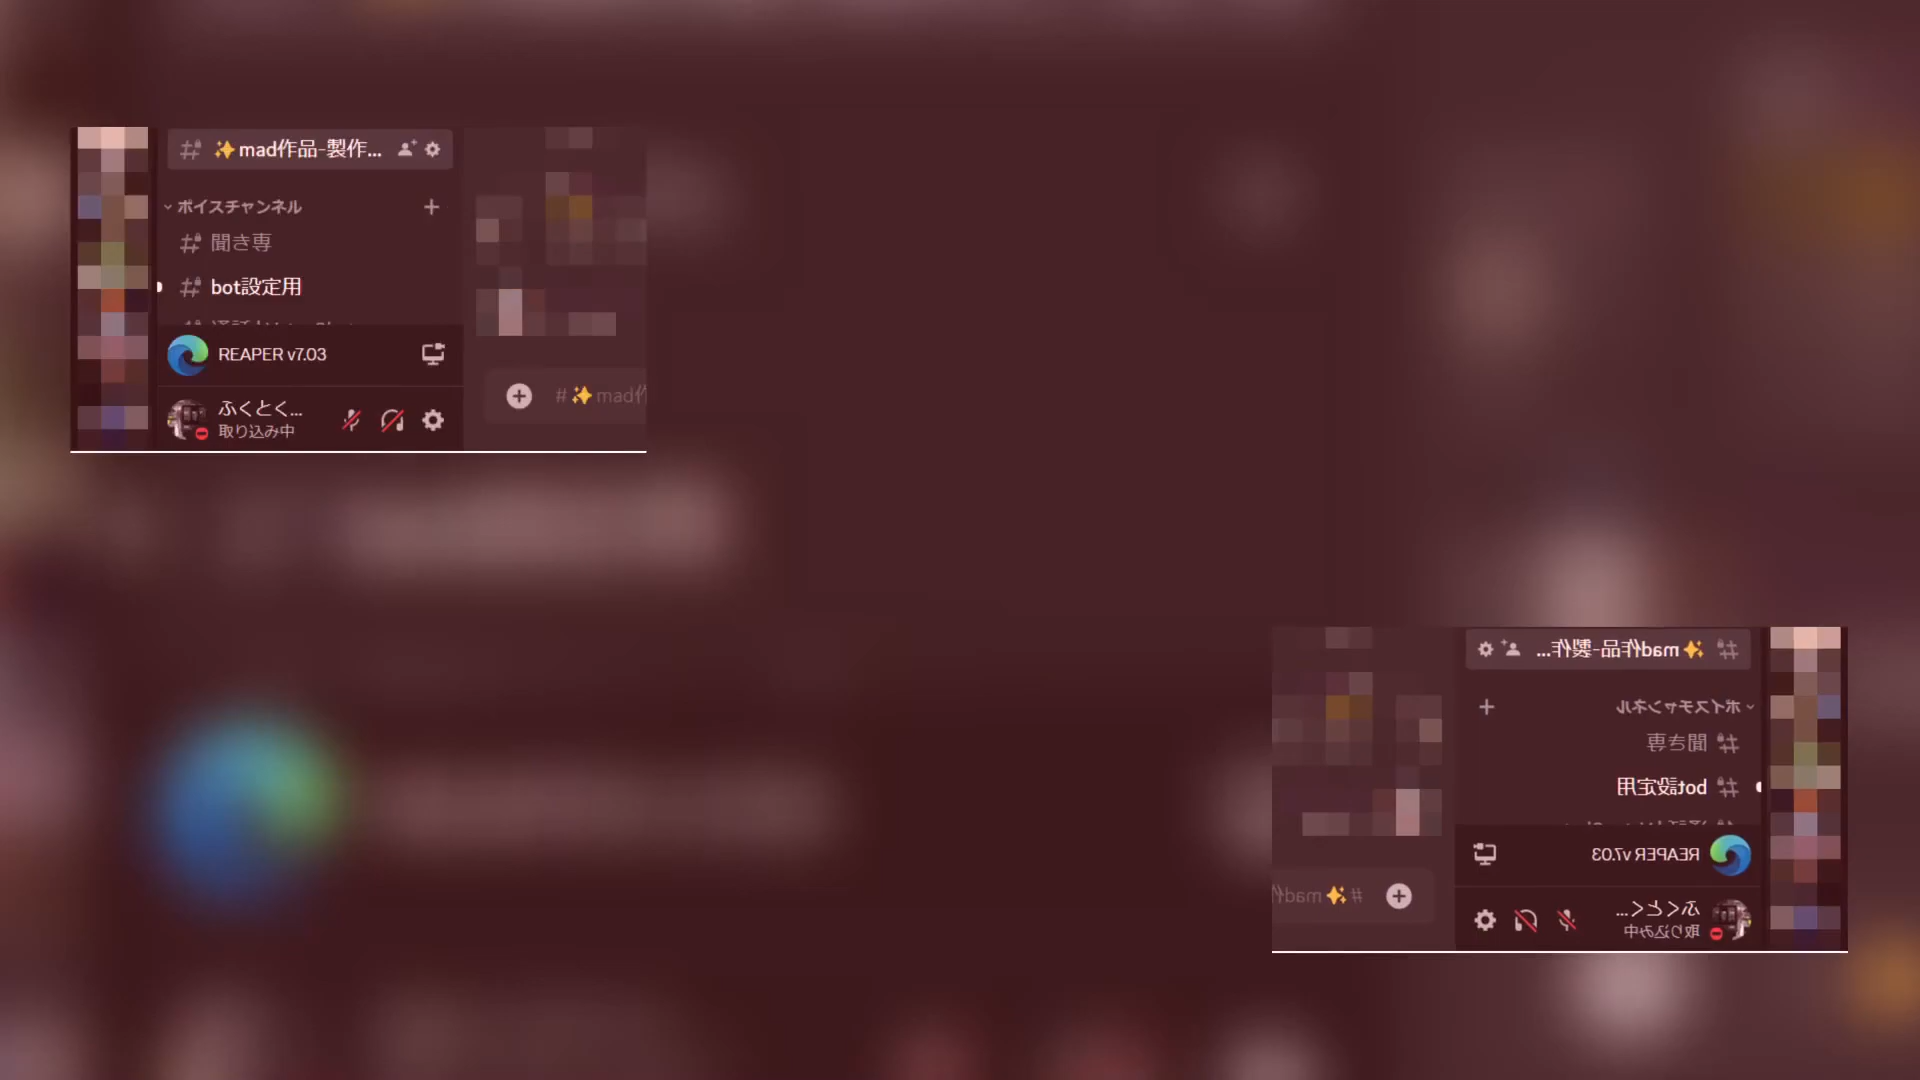 ✨mad作品-製作...
ボイスチャンネル
聞き専
bot設定用
REAPER v7.03
ふくとく...
取り込み中
#✨mad作
✨mad作品-製作...
ボイスチャンネル
聞き専
bot設定用
REAPER v7.03
#✨mad作
ふくとく...
取り込み中